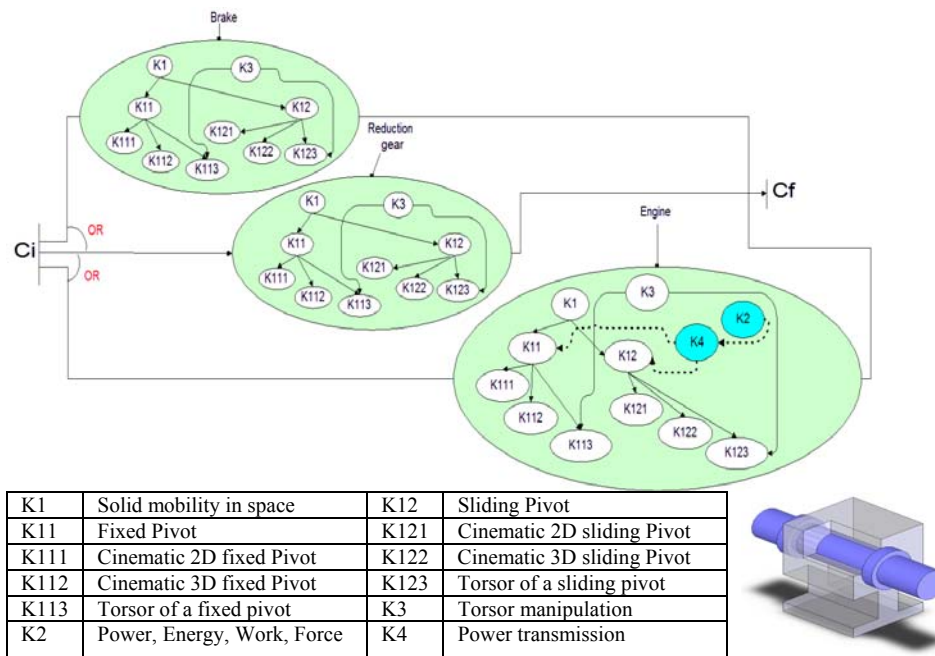 Brake
K1
K3
K11
K12
K111
K121
K112
K113
K122
K123
Reduction
gear
K1
K3
K11
K12
K111
K121
K112
K113
K122
K123
Ci
OR
OR
Cf
Engine
K1
K3
K2
K4
K11
K12
K111
K112
K113
K121
K122
K123
K1 Solid mobility in space K12 Sliding Pivot
K11 Fixed Pivot K121 Cinematic 2D sliding Pivot
K111 Cinematic 2D fixed Pivot K122 Cinematic 3D sliding Pivot
K112 Cinematic 3D fixed Pivot K123 Torsor of a sliding pivot
K113 Torsor of a fixed pivot K3 Torsor manipulation
K2 Power, Energy, Work, Force K4 Power transmission